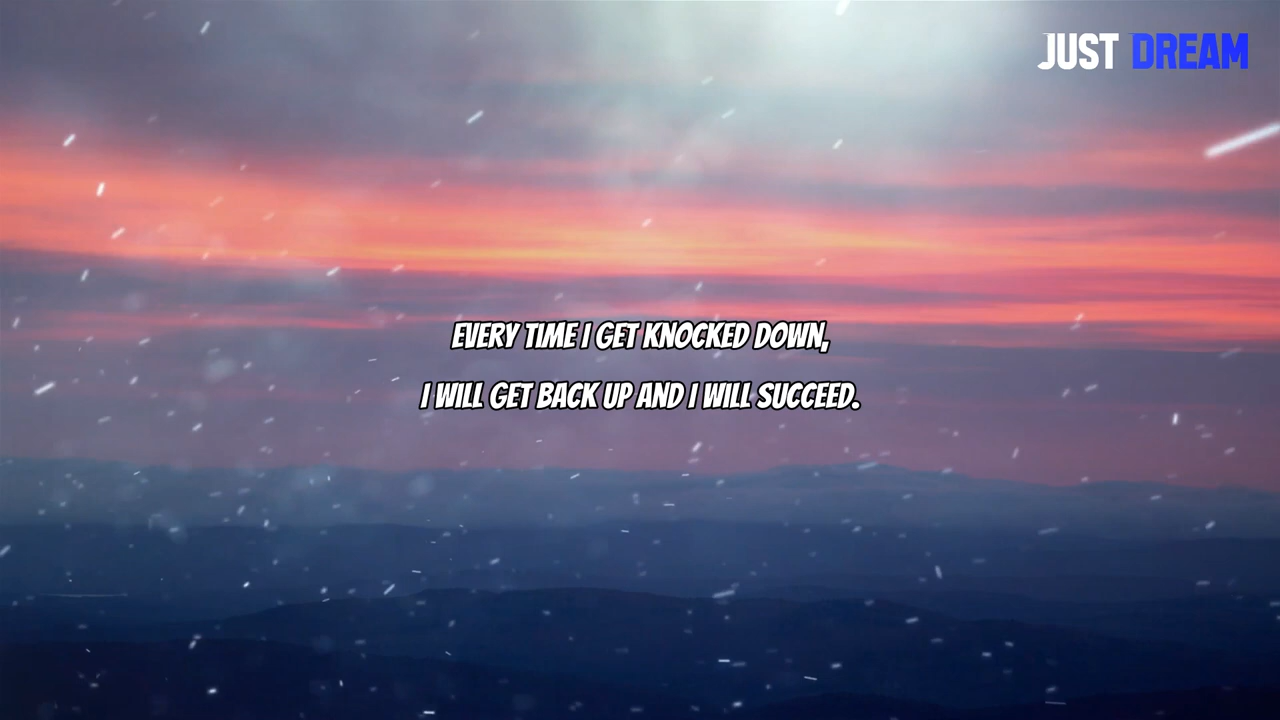 JUST DREAM
EVERY TIME I GET KNOCKED DOWN,
I WILL GET BACK UP AND I WILL SUCCEED.